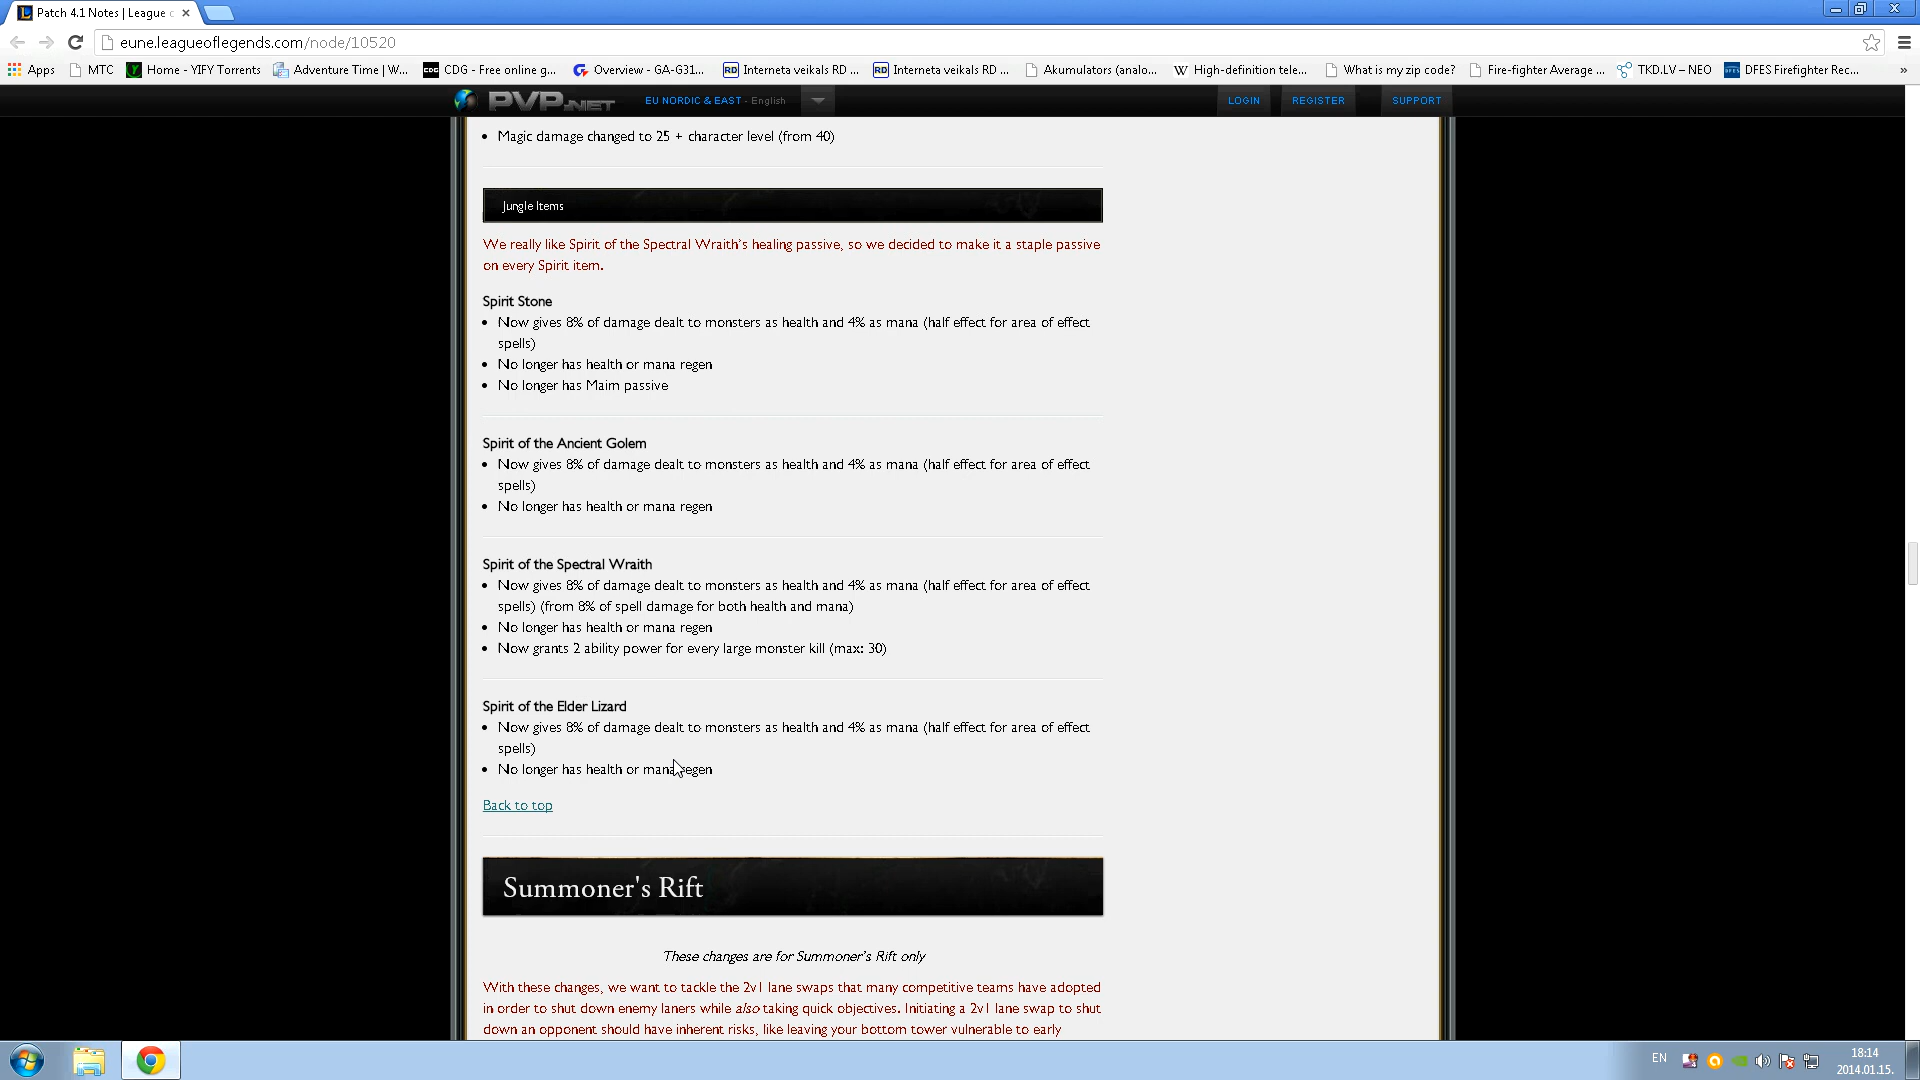 Patch 4.1 Notes | League o
eune.leagueoflegends.com/node/10520
Apps MTC Home - YIFY Torrents Adventure Time | W... CDG - Free online g... Overview - GA-G31... Interneta veikals RD ... Interneta veikals RD ... Akumulators (analo... High-definition tele... What is my zip code? Fire-fighter Average ... TKD.LV – NEO DFES Firefighter Rec... »
PVP.NET EU NORDIC & EAST - English LOGIN REGISTER SUPPORT
• Magic damage changed to 25 + character level (from 40)
Jungle Items
We really like Spirit of the Spectral Wraith's healing passive, so we decided to make it a staple passive
on every Spirit item.
Spirit Stone
• Now gives 8% of damage dealt to monsters as health and 4% as mana (half effect for area of effect
spells)
• No longer has health or mana regen
• No longer has Maim passive
Spirit of the Ancient Golem
• Now gives 8% of damage dealt to monsters as health and 4% as mana (half effect for area of effect
spells)
• No longer has health or mana regen
Spirit of the Spectral Wraith
• Now gives 8% of damage dealt to monsters as health and 4% as mana (half effect for area of effect
spells) (from 8% of spell damage for both health and mana)
• No longer has health or mana regen
• Now grants 2 ability power for every large monster kill (max: 30)
Spirit of the Elder Lizard
• Now gives 8% of damage dealt to monsters as health and 4% as mana (half effect for area of effect
spells)
• No longer has health or mana regen
Back to top
Summoner's Rift
These changes are for Summoner's Rift only
With these changes, we want to tackle the 2v1 lane swaps that many competitive teams have adopted
in order to shut down enemy laners while also taking quick objectives. Initiating a 2v1 lane swap to shut
down an opponent should have inherent risks, like leaving your bottom tower vulnerable to early
EN 18:14
2014.01.15.